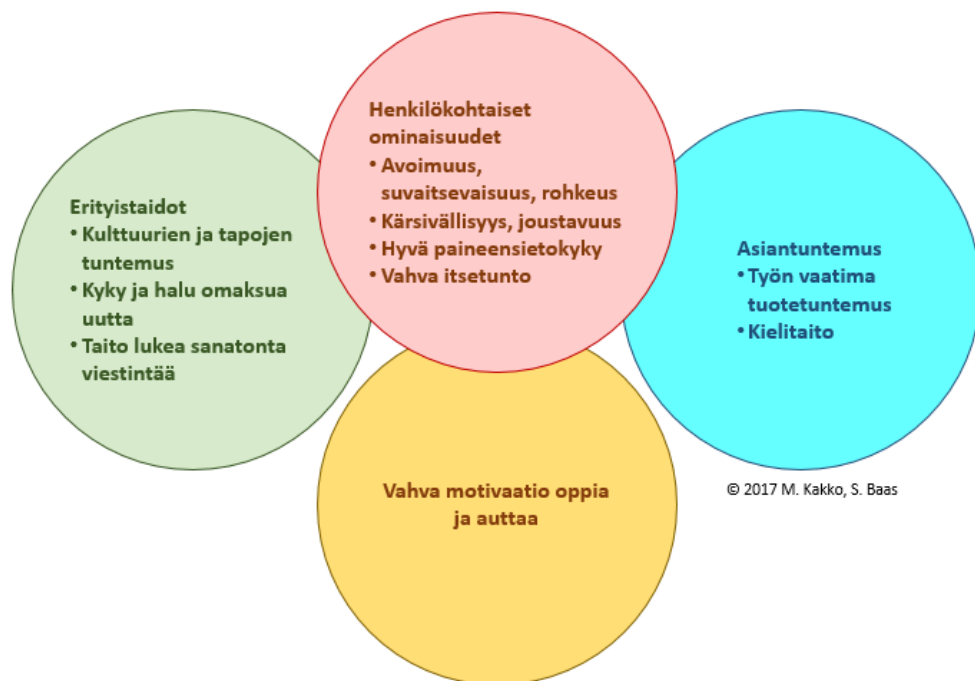 Henkilökohtaiset
ominaisuudet
• Avoimuus,
suvaitsevaisuus, rohkeus
• Kärsivällisyys, joustavuus
• Hyvä paineensietokyky
• Vahva itsetunto
Erityistaidot
• Kulttuurien ja tapojen
tuntemus
• Kyky ja halu omaksua
uutta
• Taito lukea sanatonta
viestintää
Asiantuntemus
• Työn vaatima
tuotetuntemus
• Kielitaito
Vahva motivaatio oppia
ja auttaa
© 2017 M. Kakko, S. Baas